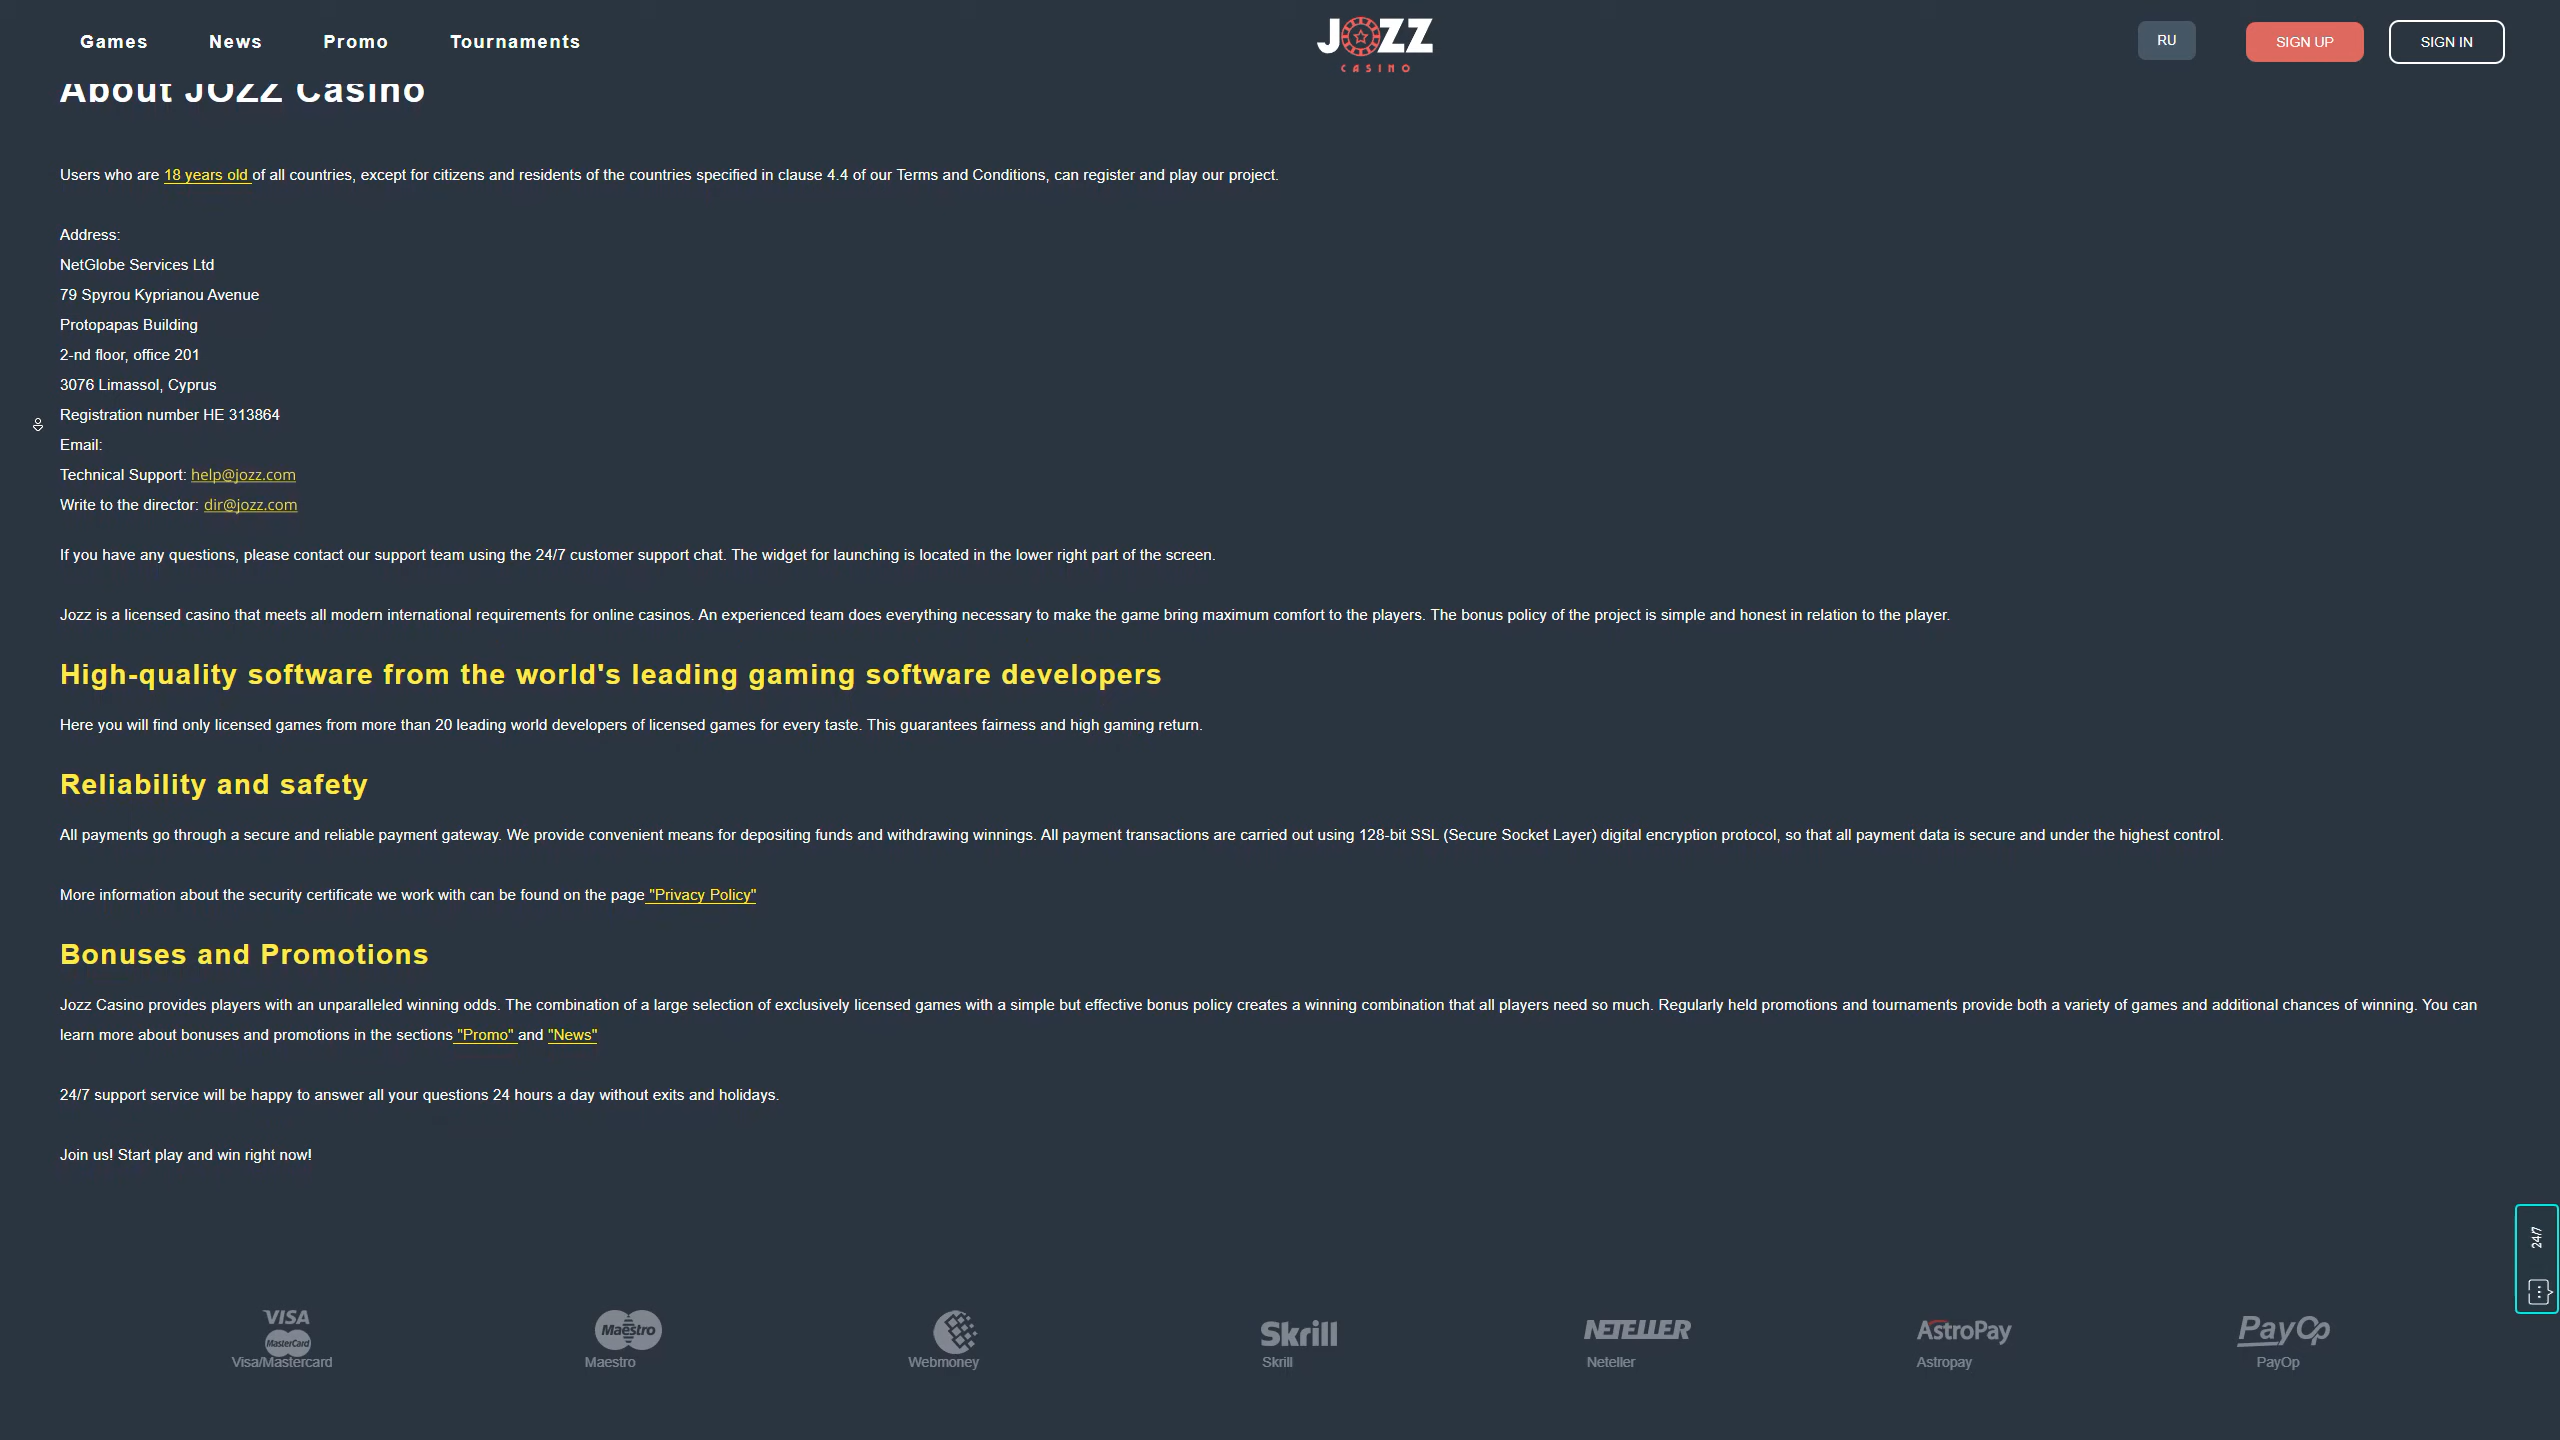 Games News Promo Tournaments
JOZZ
CASINO
RU
SIGN UP
SIGN IN
About JOZZ Casino
Users who are 18 years old of all countries, except for citizens and residents of the countries specified in clause 4.4 of our Terms and Conditions, can register and play our project.
Address:
NetGlobe Services Ltd
79 Spyrou Kyprianou Avenue
Protopapas Building
2-nd floor, office 201
3076 Limassol, Cyprus
Registration number HE 313864
Email:
Technical Support: help@jozz.com
Write to the director: dir@jozz.com
If you have any questions, please contact our support team using the 24/7 customer support chat. The widget for launching is located in the lower right part of the screen.
Jozz is a licensed casino that meets all modern international requirements for online casinos. An experienced team does everything necessary to make the game bring maximum comfort to the players. The bonus policy of the project is simple and honest in relation to the player.
High-quality software from the world's leading gaming software developers
Here you will find only licensed games from more than 20 leading world developers of licensed games for every taste. This guarantees fairness and high gaming return.
Reliability and safety
All payments go through a secure and reliable payment gateway. We provide convenient means for depositing funds and withdrawing winnings. All payment transactions are carried out using 128-bit SSL (Secure Socket Layer) digital encryption protocol, so that all payment data is secure and under the highest control.
More information about the security certificate we work with can be found on the page "Privacy Policy"
Bonuses and Promotions
Jozz Casino provides players with an unparalleled winning odds. The combination of a large selection of exclusively licensed games with a simple but effective bonus policy creates a winning combination that all players need so much. Regularly held promotions and tournaments provide both a variety of games and additional chances of winning. You can
learn more about bonuses and promotions in the sections "Promo" and "News"
24/7 support service will be happy to answer all your questions 24 hours a day without exits and holidays.
Join us! Start play and win right now!
24/7
VISA
MasterCard
Visa/Mastercard
Maestro
Maestro
Webmoney
Skrill
Skrill
NETELLER
Neteller
AstroPay
Astropay
PayOp
PayOp